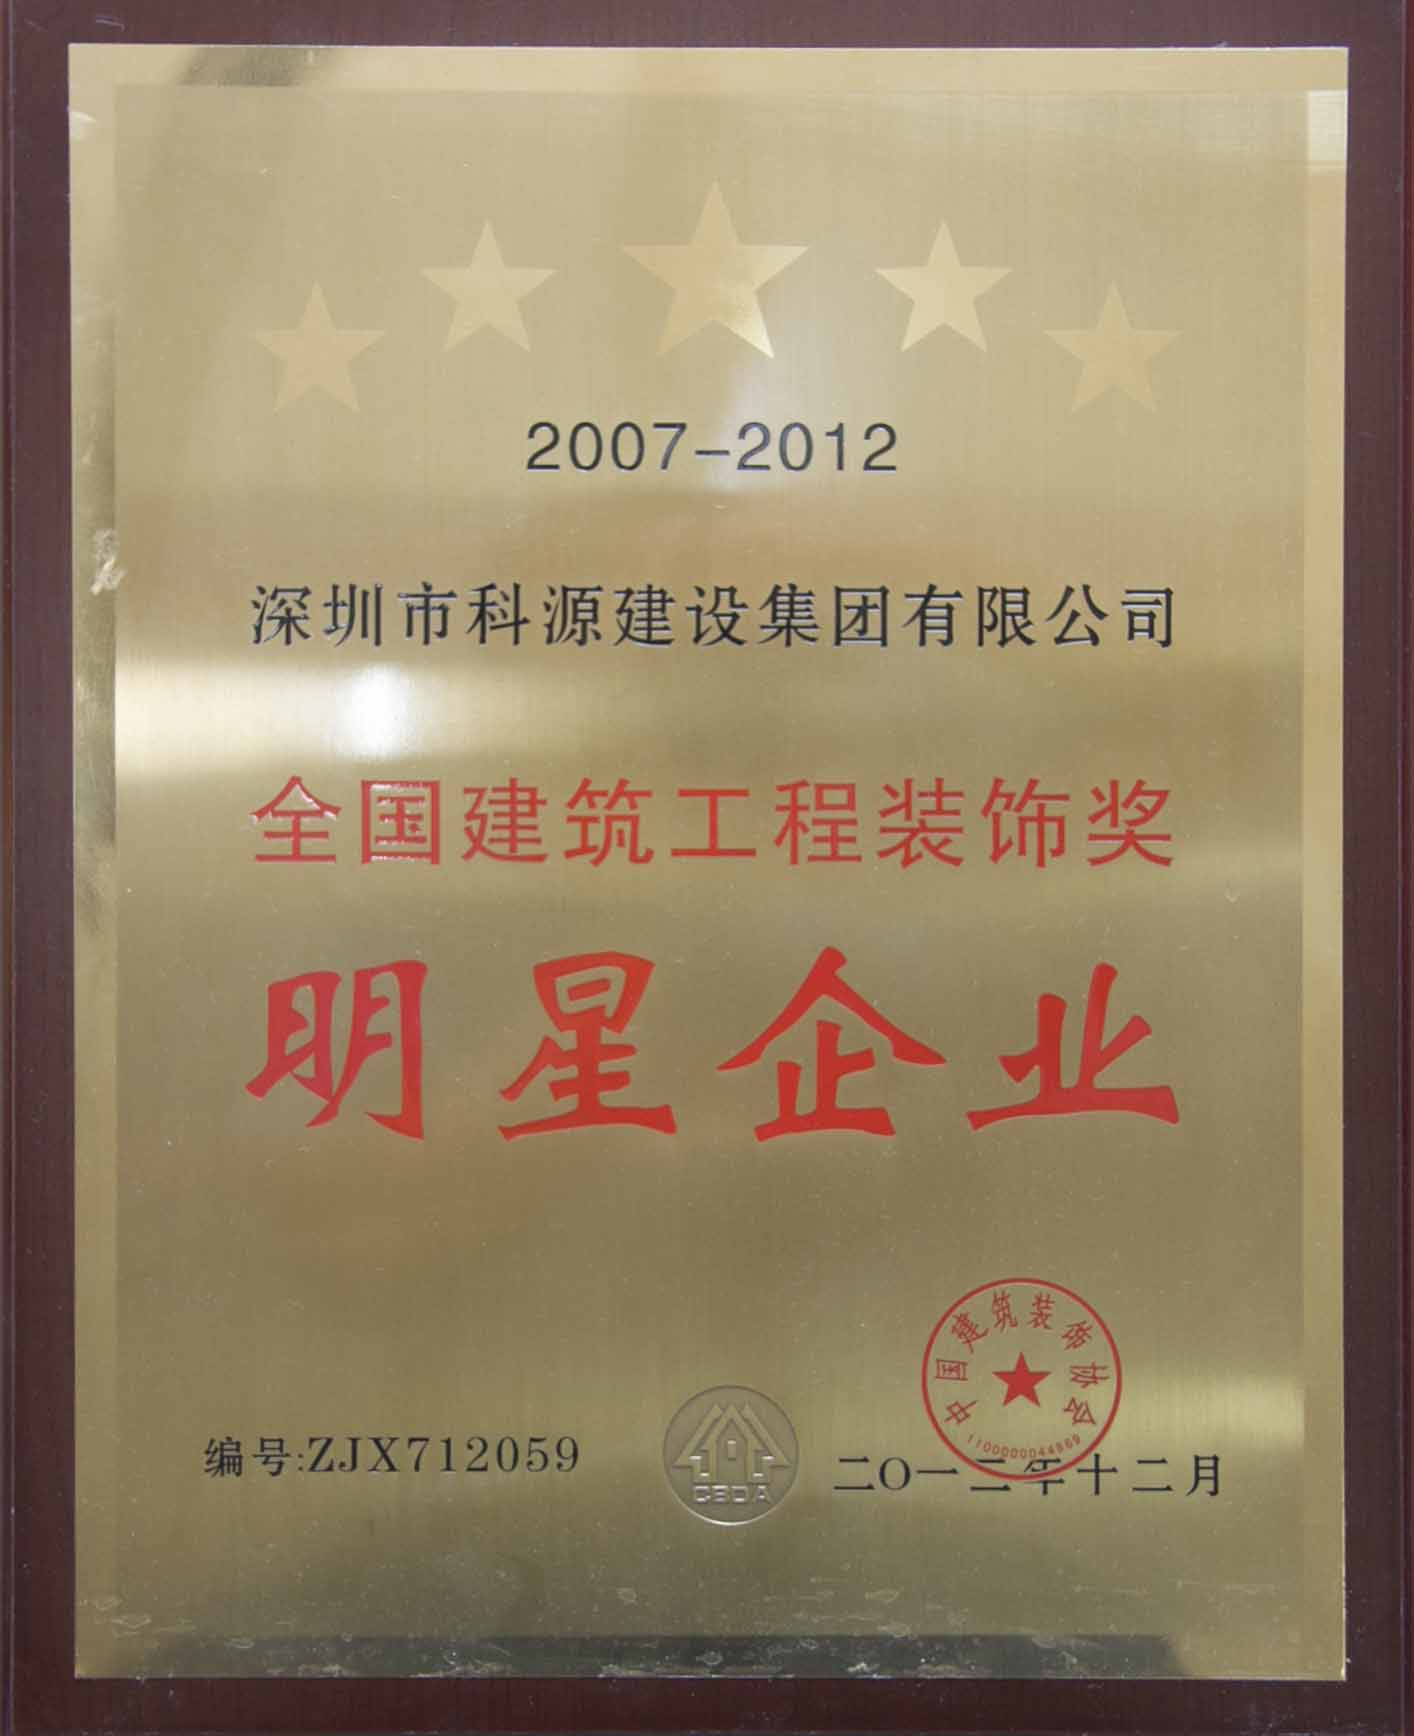 2007-2012
深圳市科源建设集团有限公司
全国建筑工程装饰奖
明星企业
中国建筑装饰协会
1100000044869
编号:ZJX712059
CBDA
二O一二年十二月